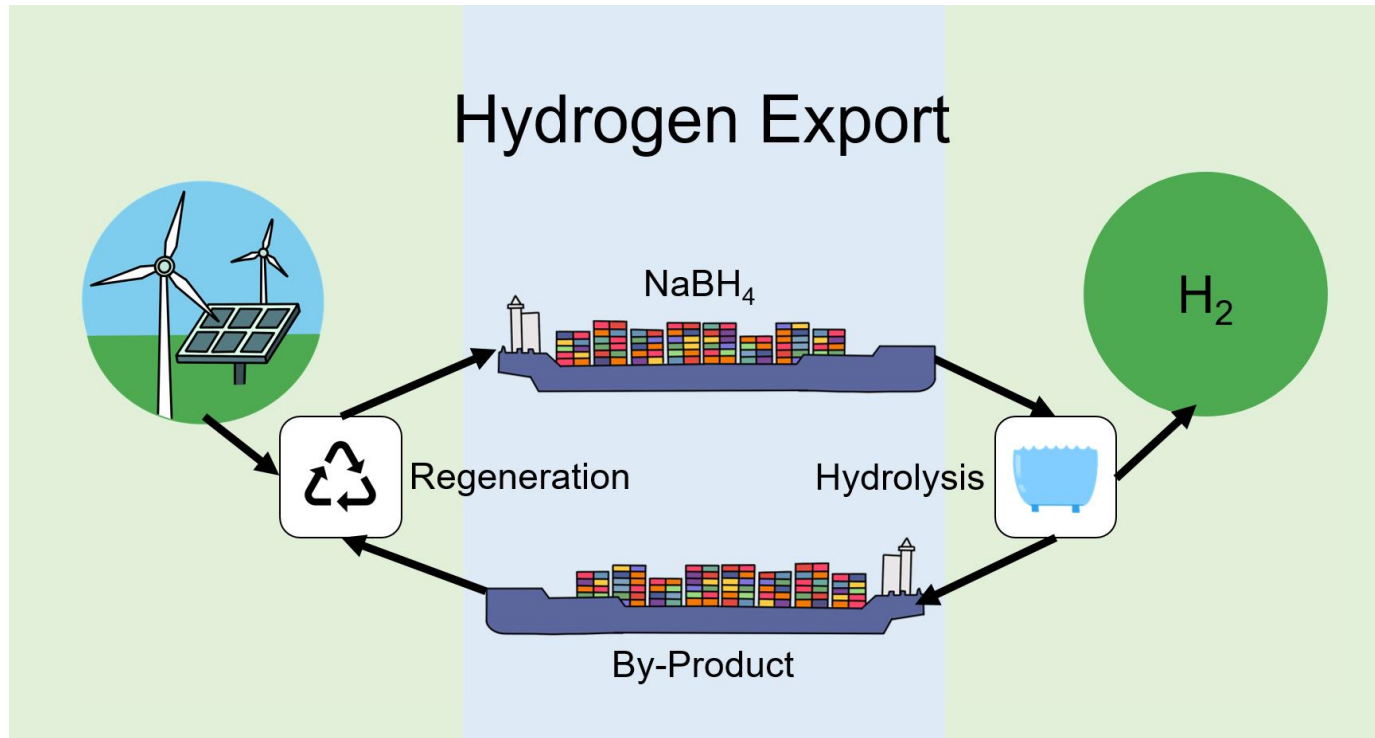 Hydrogen Export
NaBH₄
H₂
Regeneration
Hydrolysis
By-Product